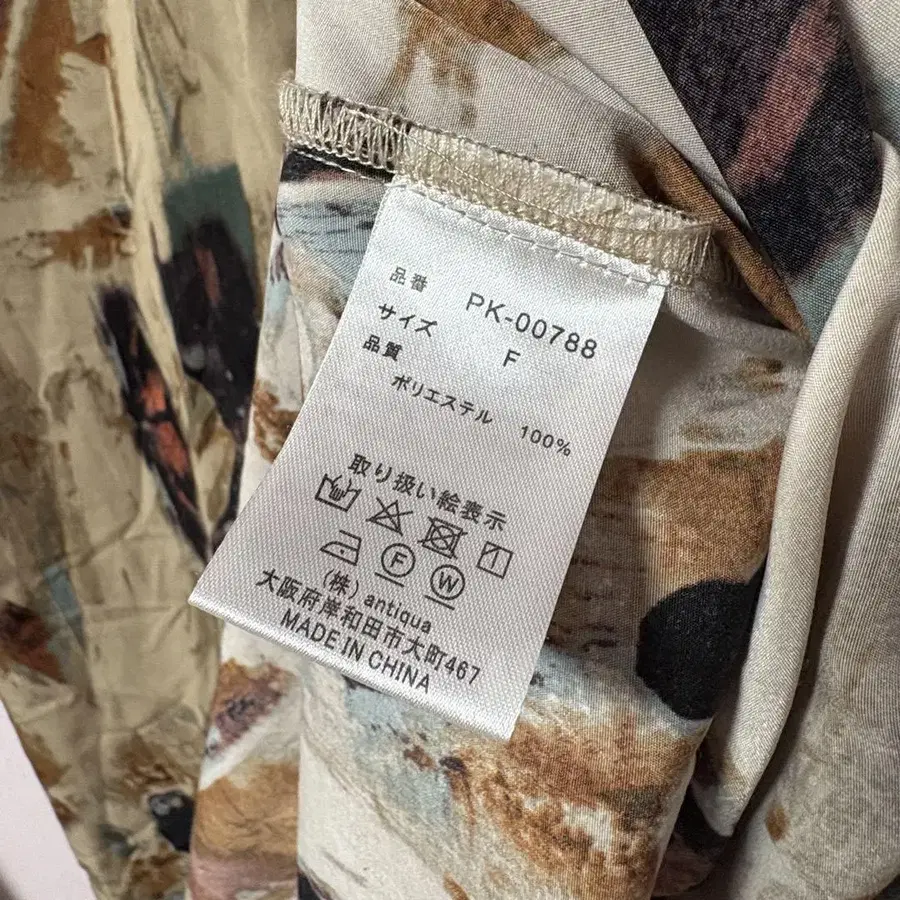 品番 PK-00788
サイズ F
品質
ポリエステル 100%
取り扱い絵表示
F W
(株) antiqua
大阪府岸和田市大町467
MADE IN CHINA